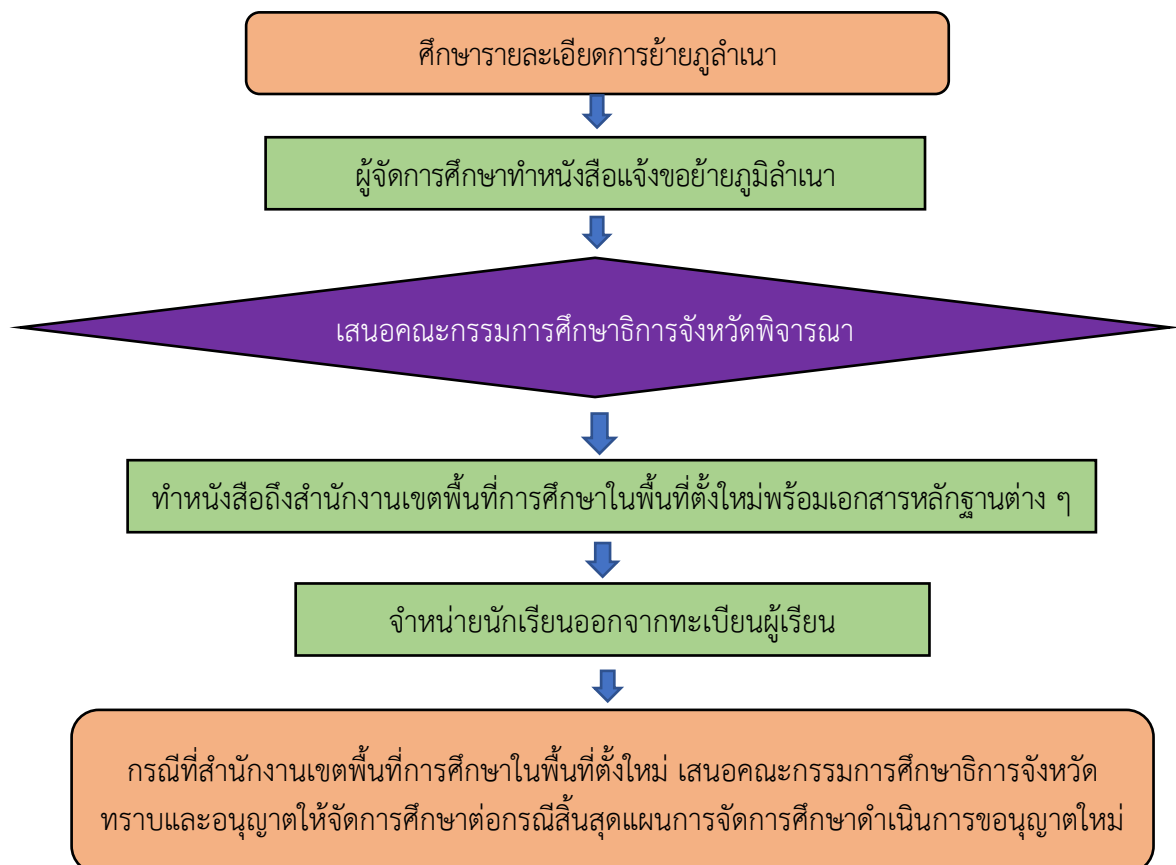 ศึกษารายละเอียดการย้ายภูลำเนา
ผู้จัดการศึกษาทำหนังสือแจ้งขอย้ายภูมิลำเนา
เสนอคณะกรรมการศึกษาธิการจังหวัดพิจารณา
ทำหนังสือถึงสำนักงานเขตพื้นที่การศึกษาในพื้นที่ตั้งใหม่พร้อมเอกสารหลักฐานต่าง ๆ
จำหน่ายนักเรียนออกจากทะเบียนผู้เรียน
กรณีที่สำนักงานเขตพื้นที่การศึกษาในพื้นที่ตั้งใหม่ เสนอคณะกรรมการศึกษาธิการจังหวัด
ทราบและอนุญาตให้จัดการศึกษาต่อกรณีสิ้นสุดแผนการจัดการศึกษาดำเนินการขอนุญาตใหม่